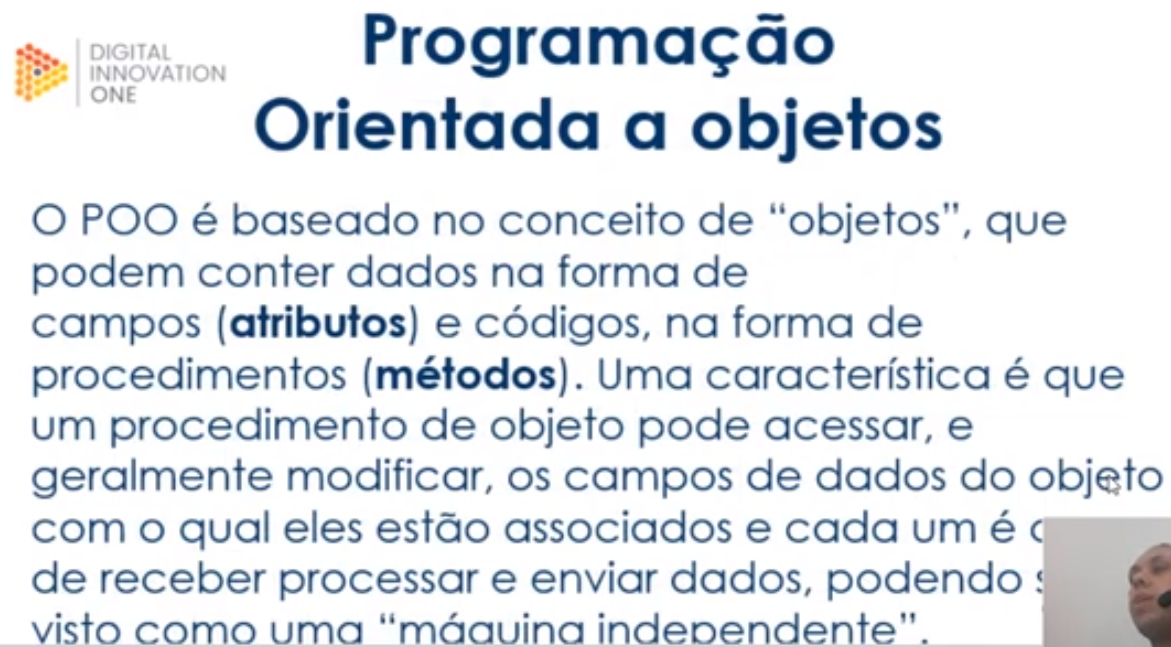 Programação
DIGITAL
INNOVATION
ONE
Orientada a objetos
O POO é baseado no conceito de “objetos”, que
podem conter dados na forma de
campos (atributos) e códigos, na forma de
procedimentos (métodos). Uma característica é que
um procedimento de objeto pode acessar, e
geralmente modificar, os campos de dados do objeto
com o qual eles estão associados e cada um é
de receber processar e enviar dados, podendo
visto como uma “máquina independente”.